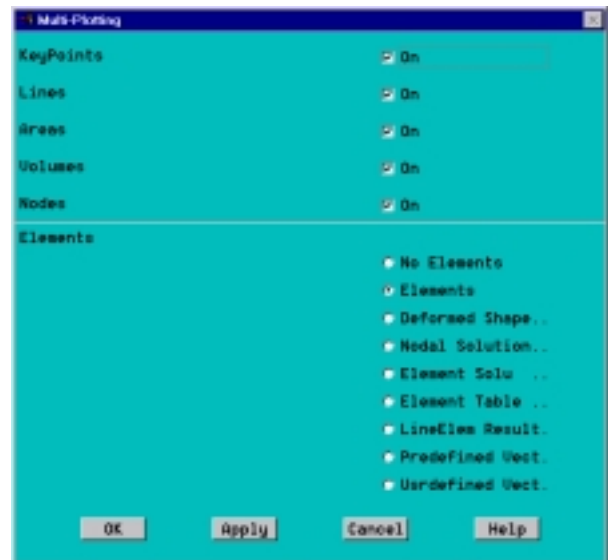 Multi-Plotting
KeyPoints On
Lines On
Areas On
Volumes On
Nodes On
Elements
No Elements
Elements
Deformed Shape..
Nodal Solution..
Element Solu ..
Element Table ..
LineElem Result.
Predefined Vect.
Usrdefined Vect.
OK Apply Cancel Help